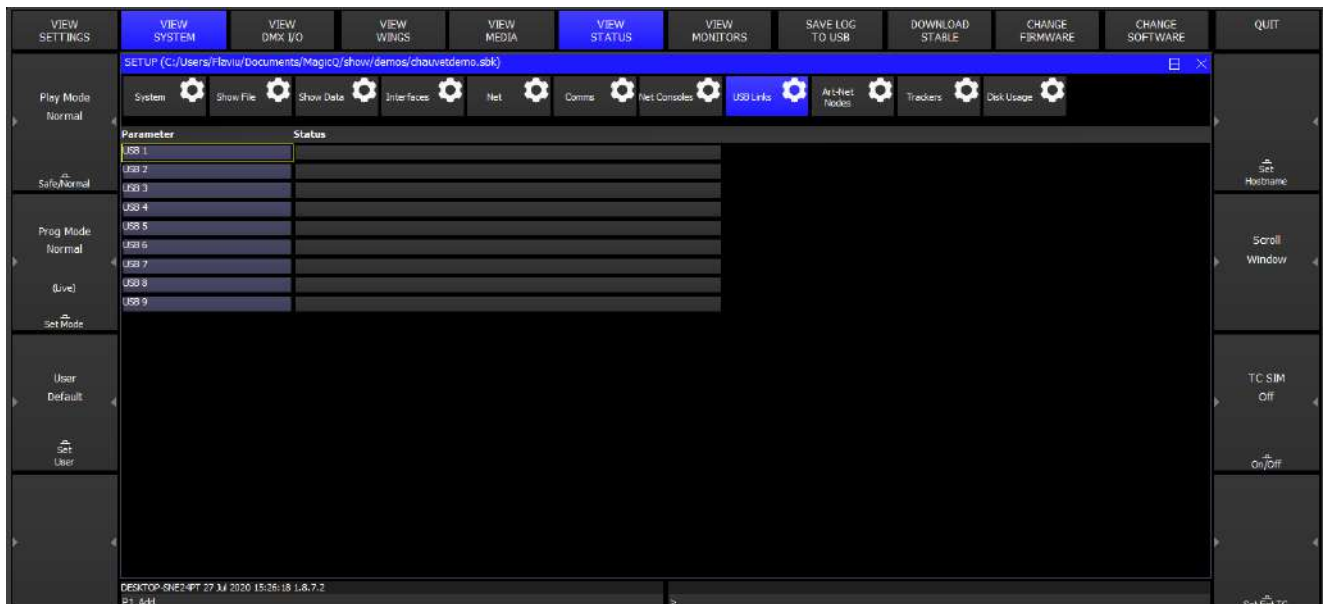 VIEW SETTINGS
VIEW SYSTEM
VIEW DMX I/O
VIEW WINGS
VIEW MEDIA
VIEW STATUS
VIEW MONITORS
SAVE LOG TO USB
DOWNLOAD STABLE
CHANGE FIRMWARE
CHANGE SOFTWARE
QUIT
SETUP (C:/Users/Flaviu/Documents/MagicQ/show/demos/chauvetdemo.sbk)
System
Show File
Show Data
Interfaces
Net
Comms
Net Consoles
USB Links
Art-Net Nodes
Trackers
Disk Usage
Parameter Status
USB 1
USB 2
USB 3
USB 4
USB 5
USB 6
USB 7
USB 8
USB 9
Play Mode
Normal
Safe/Normal
Prog Mode
Normal
(Live)
Set Mode
User
Default
Set
User
Set
Hostname
Scroll
Window
TC SIM
Off
On/Off
DESKTOP-SNE24PT 27 Jul 2020 15:26:18 1.8.7.2
>